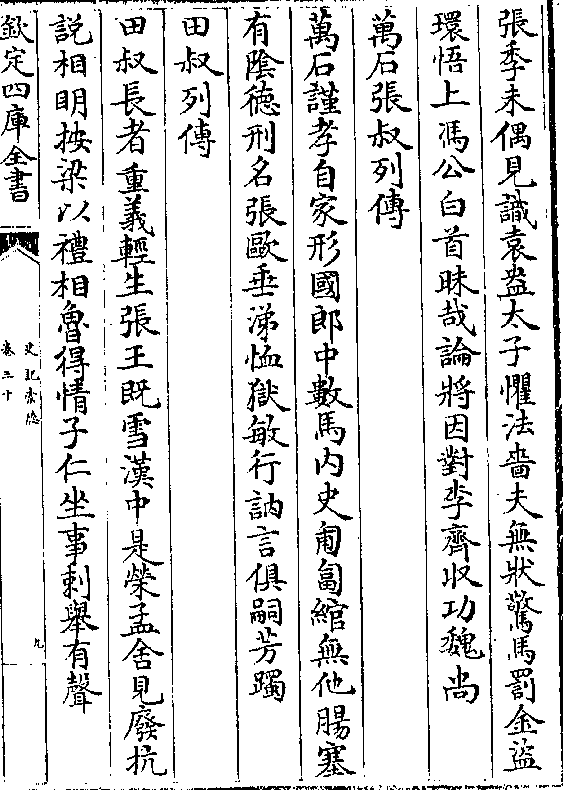 張季未偶見識袁盎太子懼法嗇夫無狀驚馬罰金盜
環悟上馮公白首昧哉論將因對李齊收功魏尚
萬石張叔列傳
萬石謹孝自家形國郎中數馬内史匍匐綰無他腸塞
有陰徳刑名張歐垂涕恤獄敏行訥言俱嗣芳躅
田叔列傳
田叔長者重義輕生張王既雪漢中是榮孟舍見廢抗
説相明按梁以禮相魯得情子仁坐事刺舉有聲
欽定四庫全書
史記索隠
卷三十
九